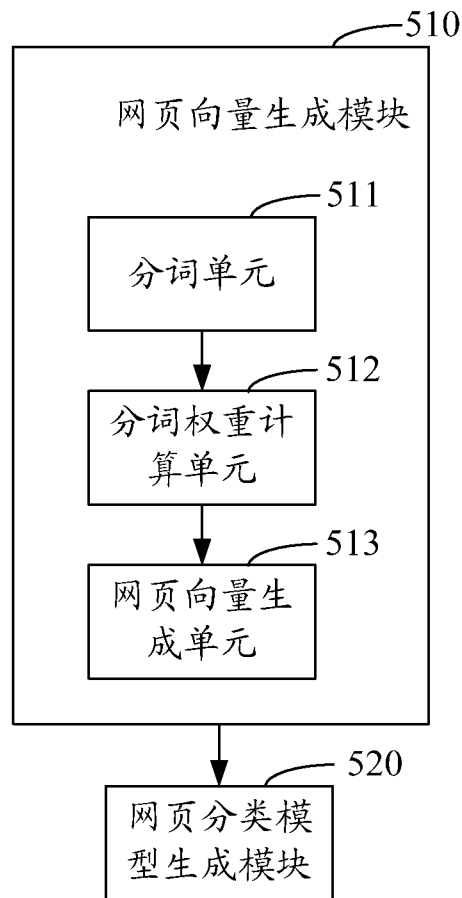 510
网页向量生成模块
511
分词单元
512
分词权重计
算单元
513
网页向量生
成单元
520
网页分类模
型生成模块